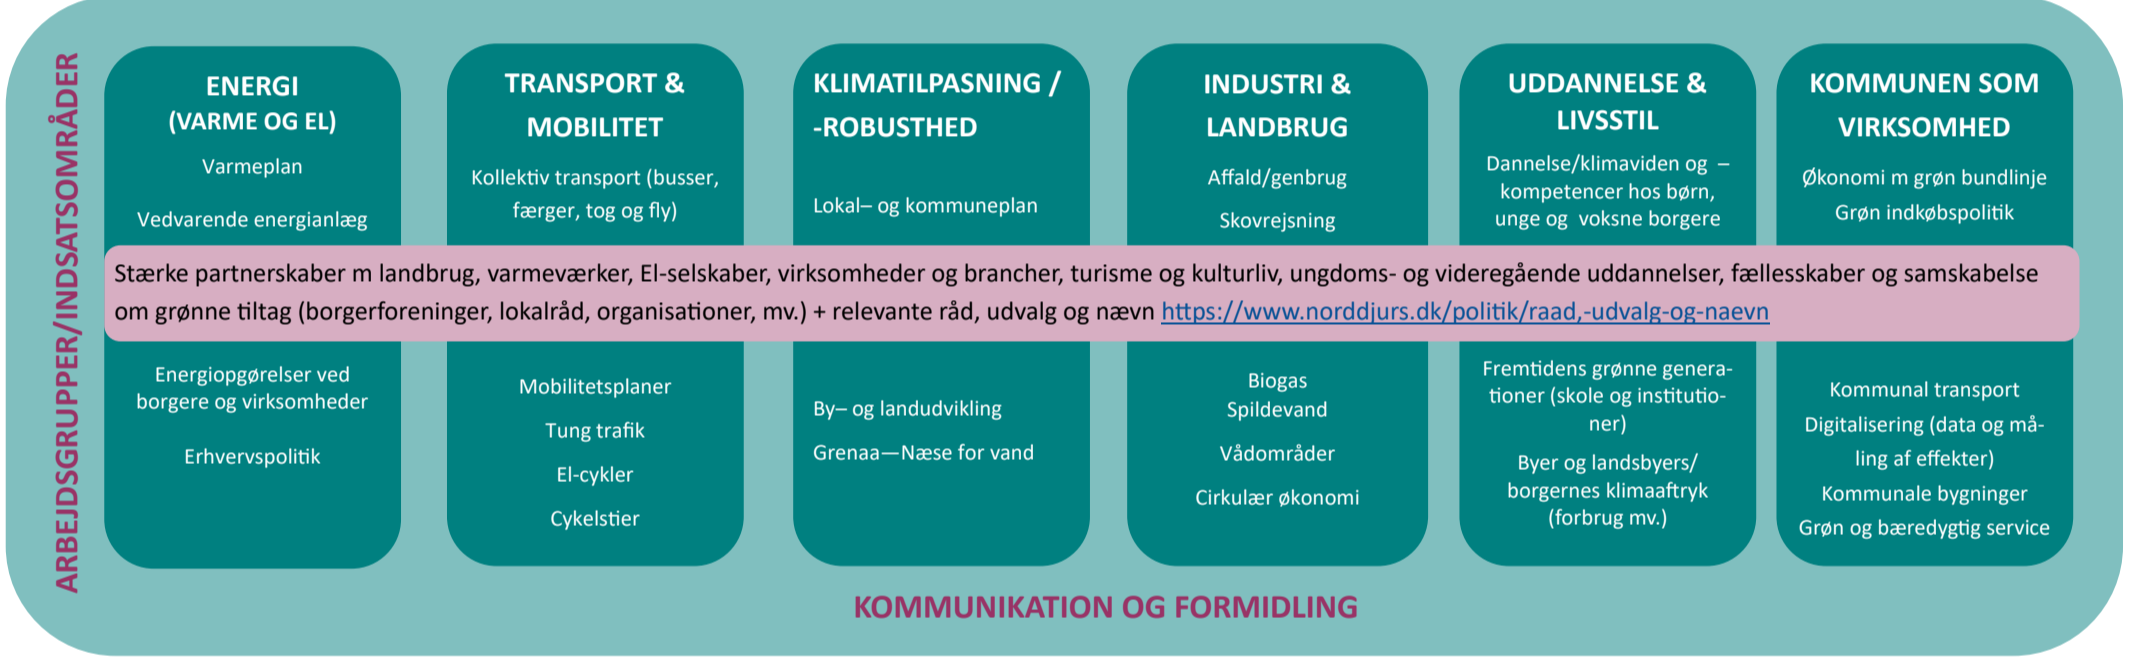 ARBEJDSGRUPPER/INDSATSOMRÅDER
ENERGI
(VARME OG EL)
Varmeplan
Vedvarende energianlæg
Energiopgørelser ved
borgere og virksomheder
Erhvervspolitik
TRANSPORT &
MOBILITET
Kollektiv transport (busser,
færger, tog og fly)
Mobilitetsplaner
Tung trafik
El-cykler
Cykelstier
KLIMATILPASNING /
-ROBUSTHED
Lokal– og kommuneplan
By– og landudvikling
Grenaa—Næse for vand
INDUSTRI &
LANDBRUG
Affald/genbrug
Skovrejsning
Biogas
Spildevand
Vådområder
Cirkulær økonomi
UDDANNELSE &
LIVSSTIL
Dannelse/klimaviden og –
kompetencer hos børn,
unge og voksne borgere
Fremtidens grønne genera-
tioner (skole og institutio-
ner)
Byer og landsbyers/
borgernes klimaaftryk
(forbrug mv.)
KOMMUNEN SOM
VIRKSOMHED
Økonomi m grøn bundlinje
Grøn indkøbspolitik
Kommunal transport
Digitalisering (data og må-
ling af effekter)
Kommunale bygninger
Grøn og bæredygtig service
Stærke partnerskaber m landbrug, varmeværker, El-selskaber, virksomheder og brancher, turisme og kulturliv, ungdoms- og videregående uddannelser, fællesskaber og samskabelse
om grønne tiltag (borgerforeninger, lokalråd, organisationer, mv.) + relevante råd, udvalg og nævn https://www.norddjurs.dk/politik/raad,-udvalg-og-naevn
KOMMUNIKATION OG FORMIDLING